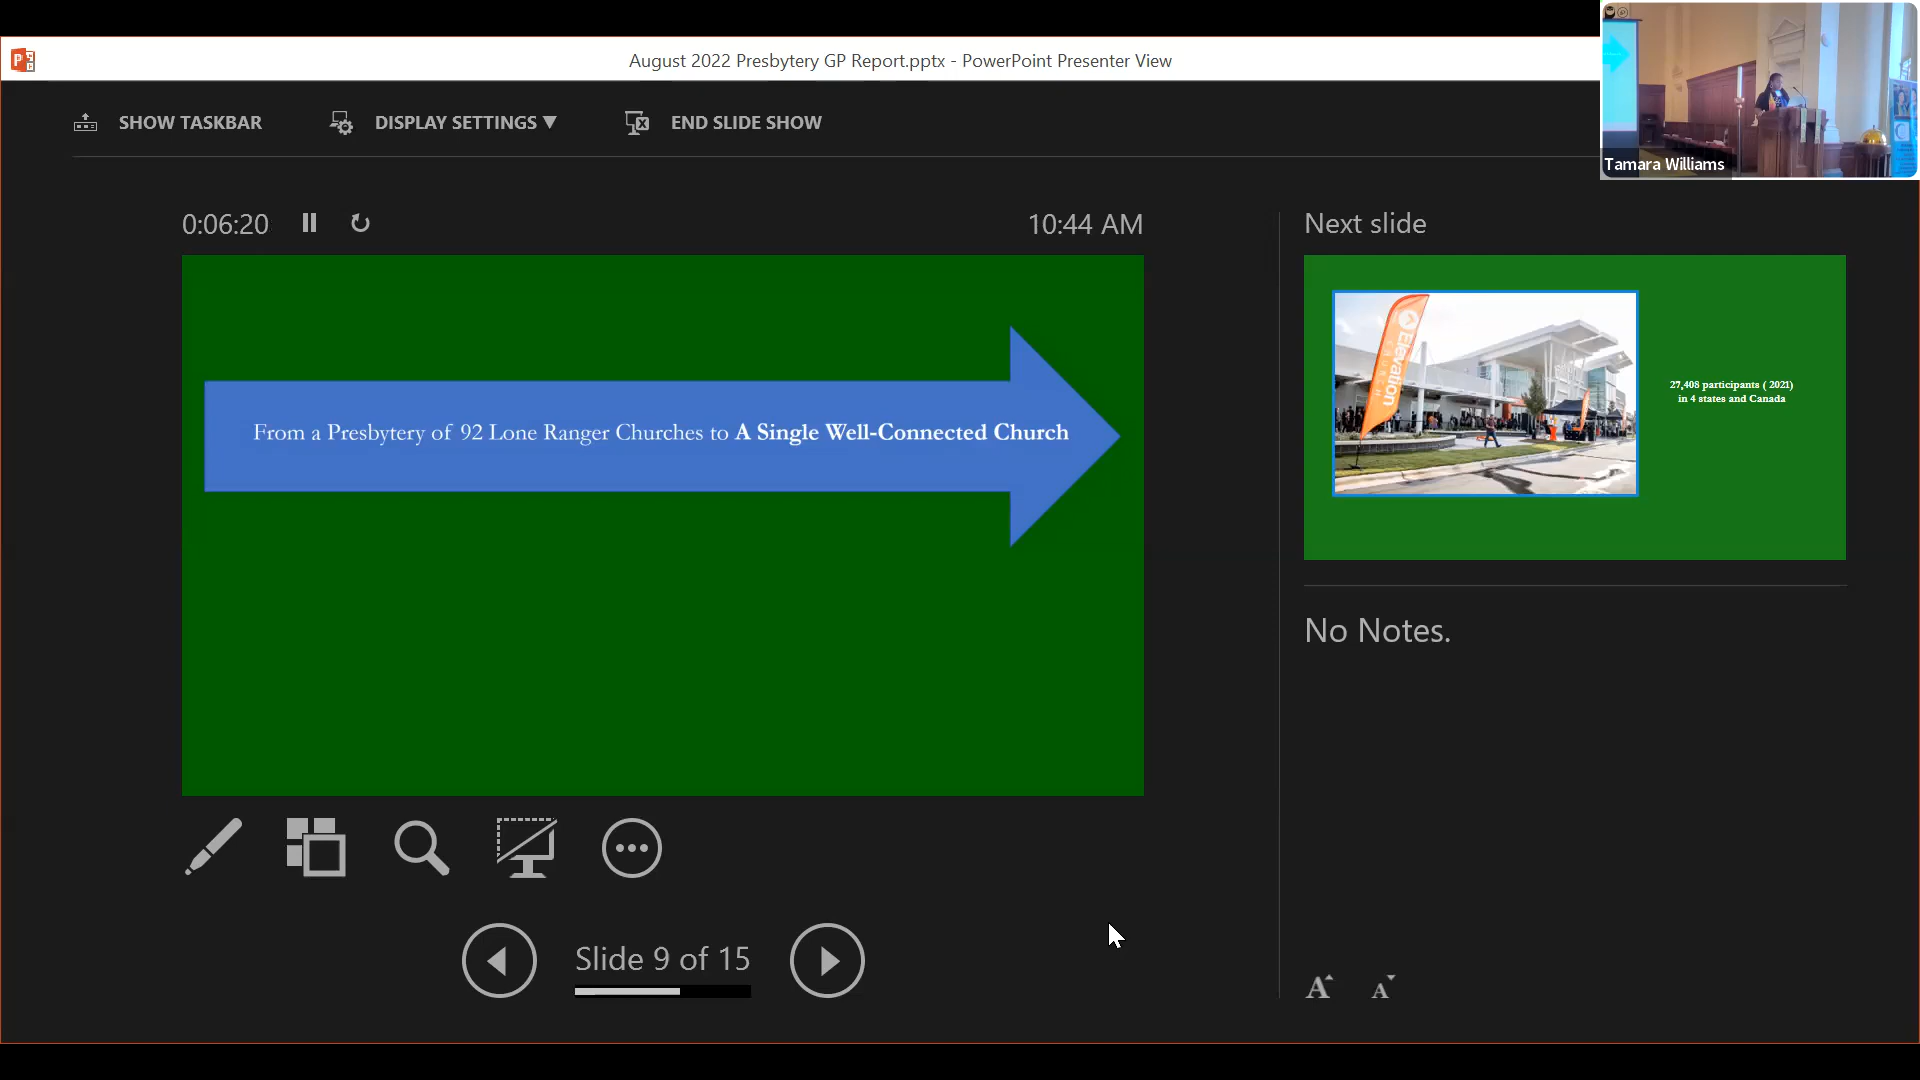 August 2022 Presbytery GP Report.pptx - PowerPoint Presenter View
Tamara Williams
SHOW TASKBAR
DISPLAY SETTINGS
END SLIDE SHOW
0:06:20
10:44 AM
From a Presbytery of 92 Lone Ranger Churches to A Single Well-Connected Church
Next slide
Elevation
CHURCH
27,408 participants ( 2021)
in 4 states and Canada
No Notes.
Slide 9 of 15
A A